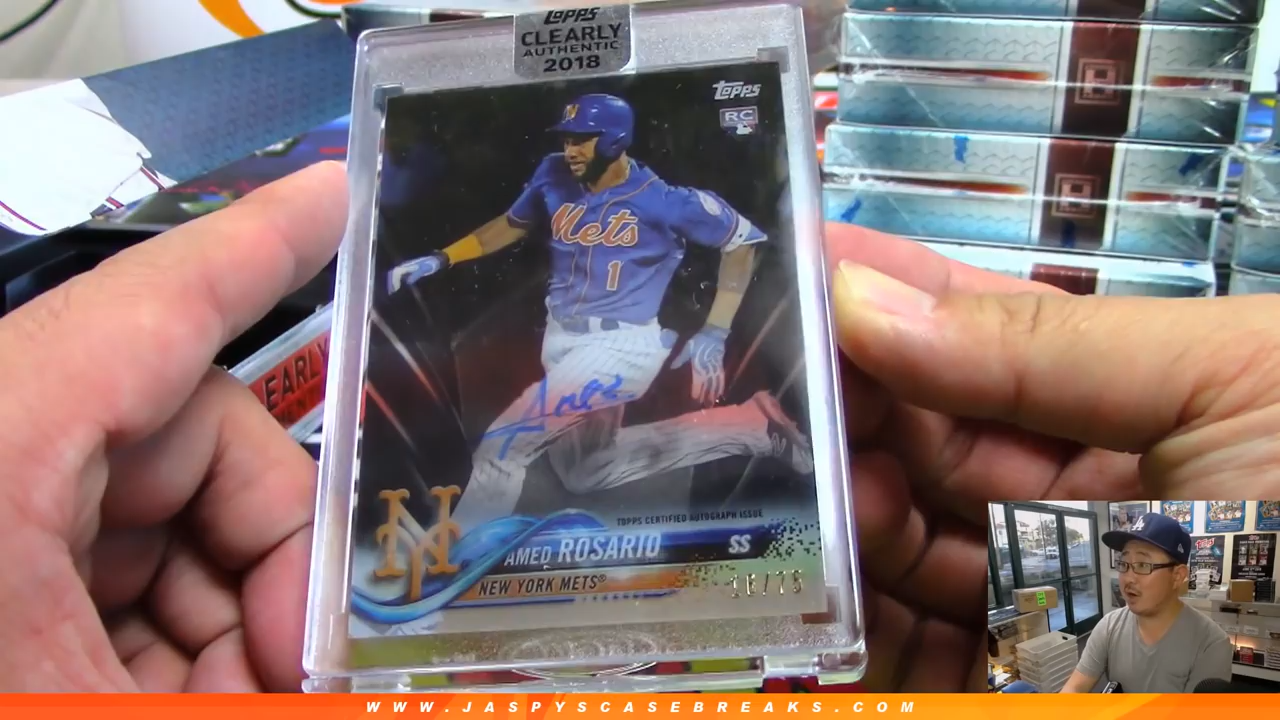 Topps
CLEARLY
AUTHENTIC
2018
Topps
RC
Mets
1
EARLY
TOPPS CERTIFIED AUTOGRAPH ISSUE
AMED ROSARIO SS
NEW YORK METS®
16/75
WWW.JASPYSCASEBREAKS.COM